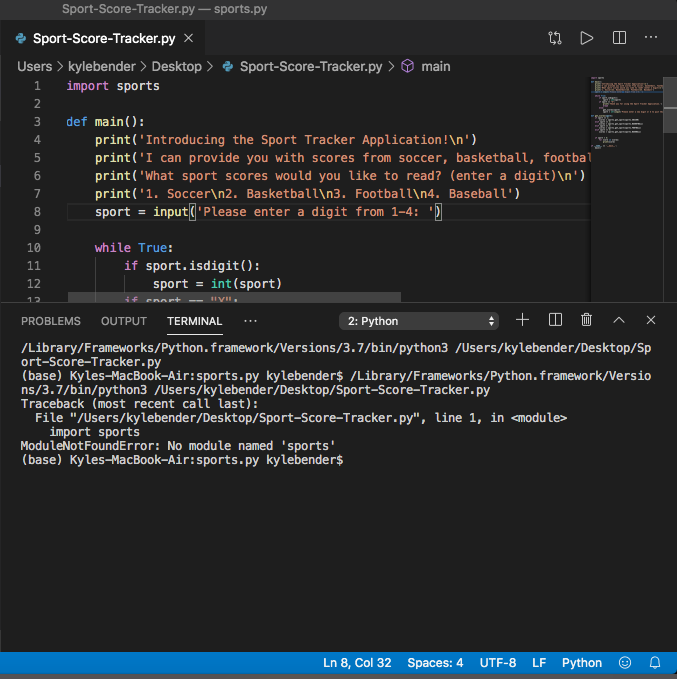 Sport-Score-Tracker.py — sports.py
Sport-Score-Tracker.py ×
Users > kylebender > Desktop > Sport-Score-Tracker.py > main
1 import sports
2
3 def main():
4 print('Introducing the Sport Tracker Application!\n')
5 print('I can provide you with scores from soccer, basketball, footbal
6 print('What sport scores would you like to read? (enter a digit)\n')
7 print('1. Soccer\n2. Basketball\n3. Football\n4. Baseball')
8 sport = input('Please enter a digit from 1-4: ')
9
10 while True:
11 if sport.isdigit():
12 sport = int(sport)
13 if sport == "X":
PROBLEMS OUTPUT TERMINAL ··· 2: Python
/Library/Frameworks/Python.framework/Versions/3.7/bin/python3 /Users/kylebender/Desktop/Sp
ort-Score-Tracker.py
(base) Kyles-MacBook-Air:sports.py kylebender$ /Library/Frameworks/Python.framework/Versio
ns/3.7/bin/python3 /Users/kylebender/Desktop/Sport-Score-Tracker.py
Traceback (most recent call last):
File "/Users/kylebender/Desktop/Sport-Score-Tracker.py", line 1, in <module>
import sports
ModuleNotFoundError: No module named 'sports'
(base) Kyles-MacBook-Air:sports.py kylebender$
Ln 8, Col 32 Spaces: 4 UTF-8 LF Python